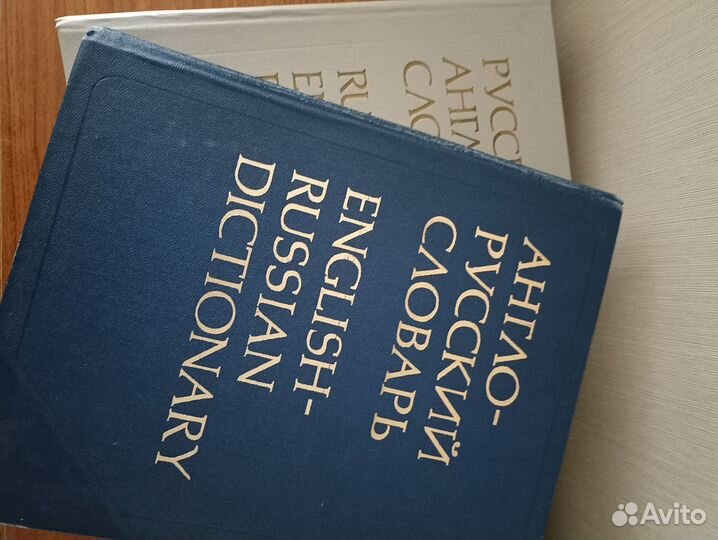 АНГЛО-
РУССКИЙ
СЛОВАРЬ
ENGLISH-
RUSSIAN
DICTIONARY
Avito